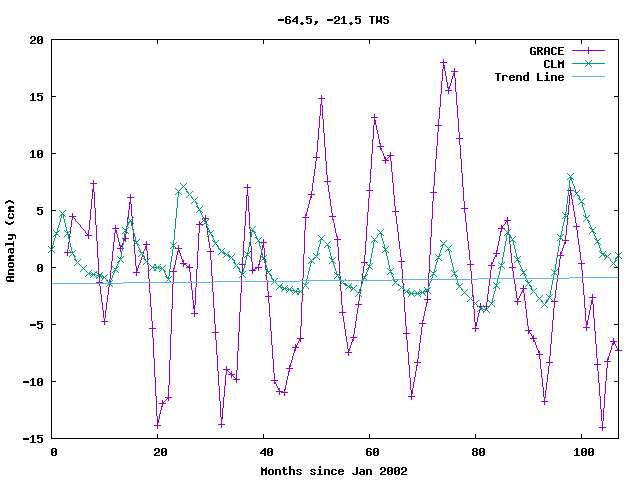 -64.5, -21.5 TWS
GRACE
CLM
Trend Line
20
15
10
5
0
-5
-10
-15
Anomaly (cm)
0 20 40 60 80 100
Months since Jan 2002